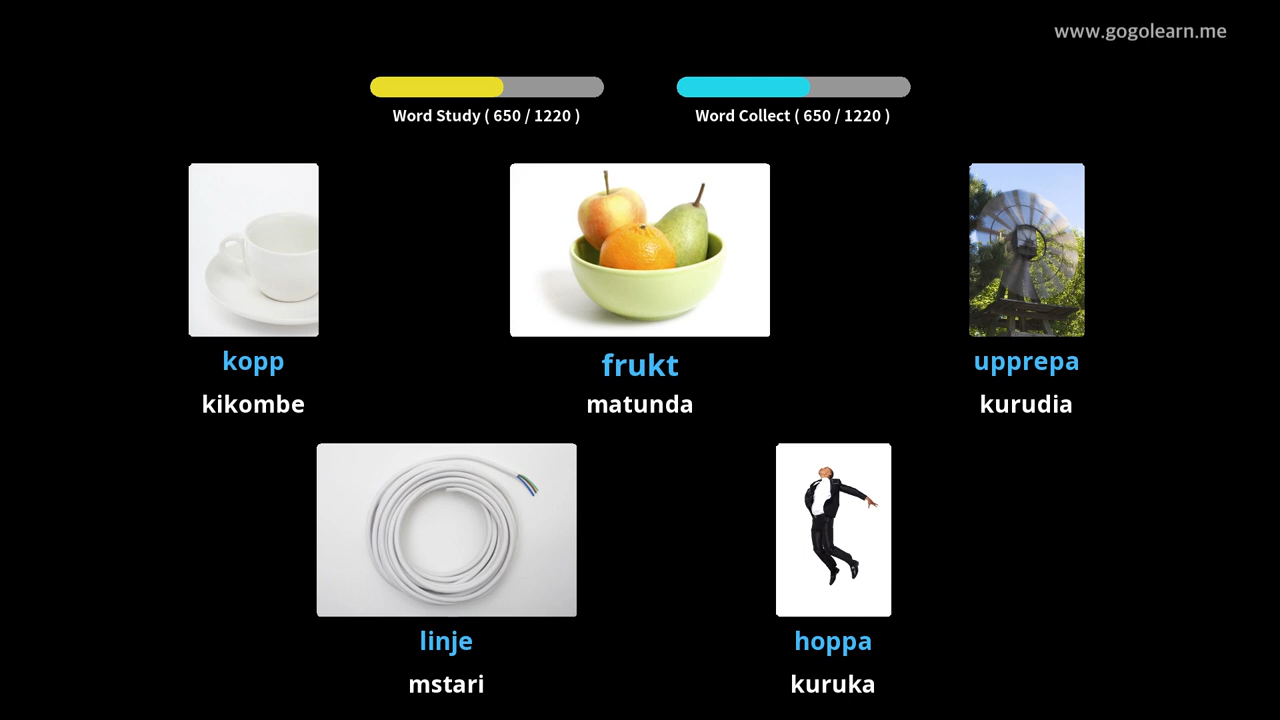 www.gogolearn.me
Word Study ( 650 / 1220 )
Word Collect ( 650 / 1220 )
kopp
kikombe
frukt
matunda
upprepa
kurudia
linje
mstari
hoppa
kuruka